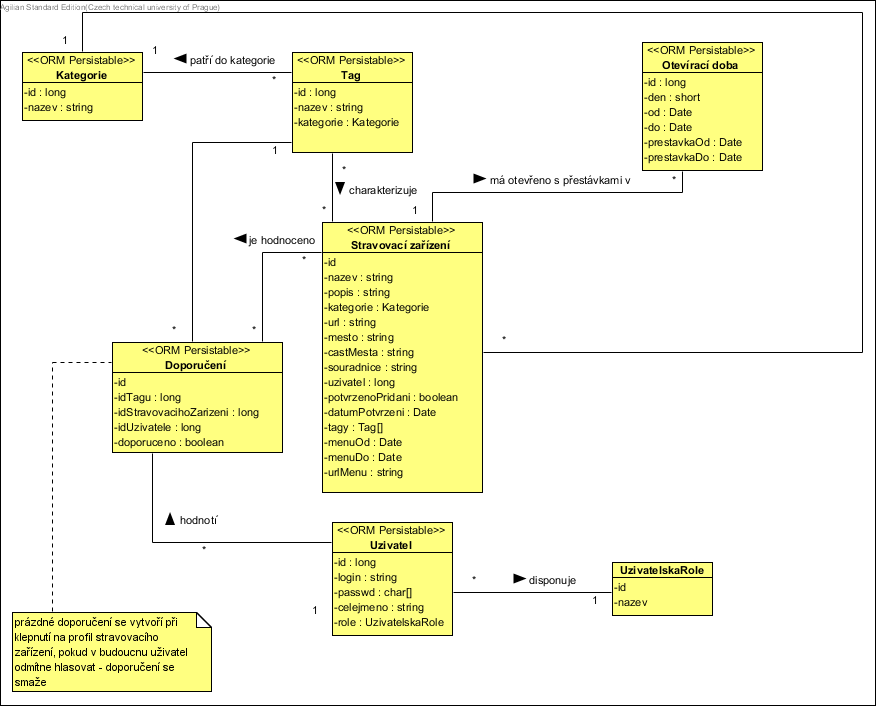 Agilian Standard Edition(Czech technical university of Prague)
1
<<ORM Persistable>>
Kategorie
-id : long
-nazev : string
1
patří do kategorie
*
<<ORM Persistable>>
Tag
-id : long
-nazev : string
-kategorie : Kategorie
<<ORM Persistable>>
Otevírací doba
-id : long
-den : short
-od : Date
-do : Date
-prestavkaOd : Date
-prestavkaDo : Date
1
*
charakterizuje
*
má otevřeno s přestávkami v
*
1
je hodnoceno
*
<<ORM Persistable>>
Stravovací zařízení
-id
-nazev : string
-popis : string
-kategorie : Kategorie
-url : string
-mesto : string
-castMesta : string
-souradnice : string
-uzivatel : long
-potvrzenoPridani : boolean
-datumPotvrzeni : Date
-tagy : Tag[]
-menuOd : Date
-menuDo : Date
-urlMenu : string
*
*
*
<<ORM Persistable>>
Doporučení
-id
-idTagu : long
-idStravovacihoZarizeni : long
-idUzivatele : long
-doporuceno : boolean
hodnotí
*
<<ORM Persistable>>
Uzivatel
-id : long
-login : string
-passwd : char[]
-celejmeno : string
-role : UzivatelskaRole
1
*
disponuje
1
UzivatelskaRole
-id
-nazev
prázdné doporučení se vytvoří při
klepnutí na profil stravovacího
zařízení, pokud v budoucnu uživatel
odmítne hlasovat - doporučení se
smaže